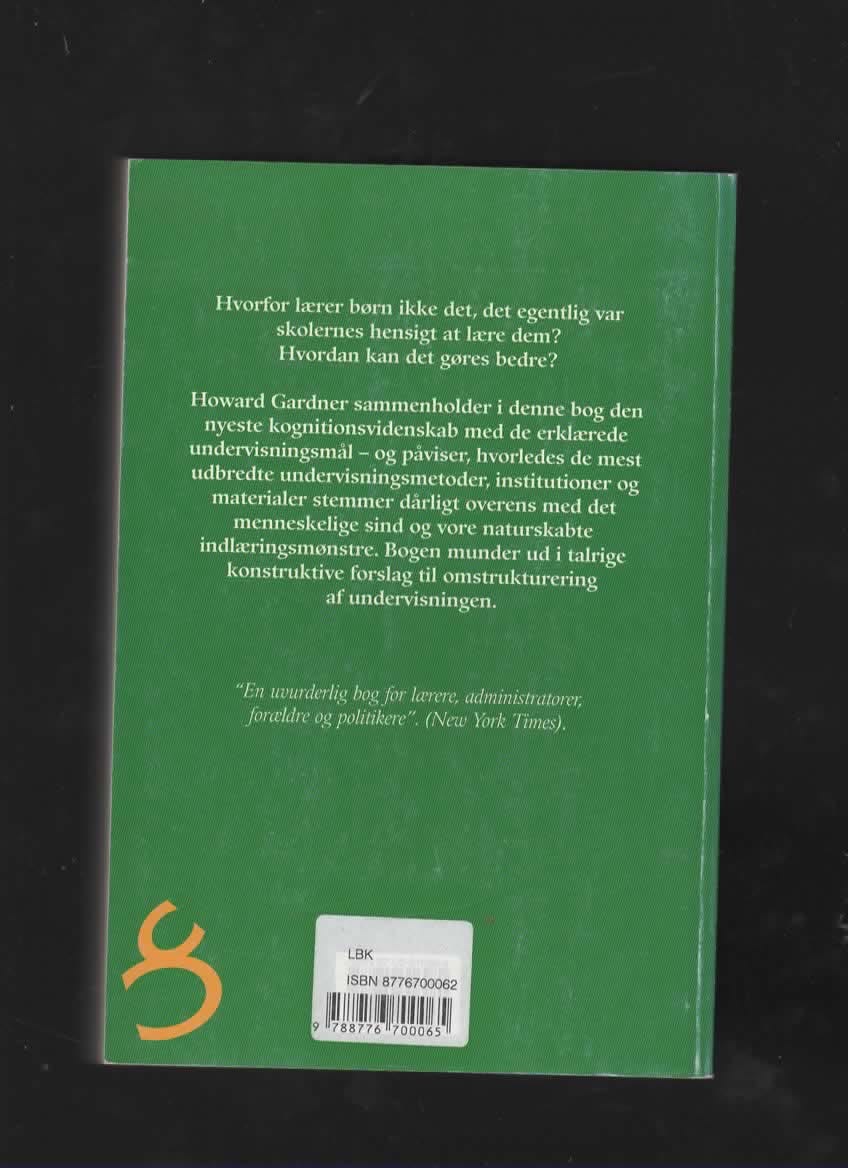 Hvorfor lærer børn ikke det, det egentlig var
skolernes hensigt at lære dem?
Hvordan kan det gøres bedre?
Howard Gardner sammenholder i denne bog den
nyeste kognitionsvidenskab med de erklærede
undervisningsmål – og påviser, hvorledes de mest
udbredte undervisningsmetoder, institutioner og
materialer stemmer dårligt overens med det
menneskelige sind og vore naturskabte
indlæringsmønstre. Bogen munder ud i talrige
konstruktive forslag til omstrukturering
af undervisningen.
“En uvurderlig bog for lærere, administratorer,
forældre og politikere”. (New York Times).
LBK
ISBN 8776700062
9 788776 700065